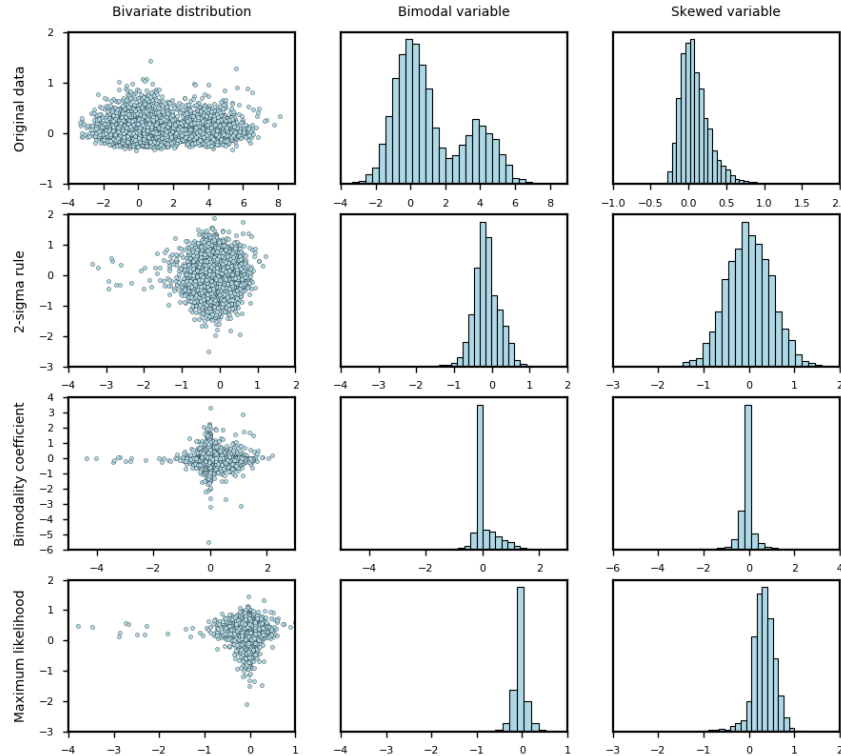 Bivariate distribution Bimodal variable Skewed variable
Original data
2 1 0 −1
−4 −2 0 2 4 6 8
−4 −2 0 2 4 6 8
−1.0 −0.5 0.0 0.5 1.0 1.5 2.
2-sigma rule
2 1 0 −1 −2 −3
−4 −3 −2 −1 0 1 2
−4 −3 −2 −1 0 1 2
−3 −2 −1 0 1 2
Bimodality coefficient
4 3 2 1 0 −1 −2 −3 −4 −5 −6
−4 −2 0 2
−4 −2 0 2
−6 −4 −2 0 2 4
Maximum likelihood
2 1 0 −1 −2 −3
−4 −3 −2 −1 0 1
−4 −3 −2 −1 0 1
−3 −2 −1 0 1 2